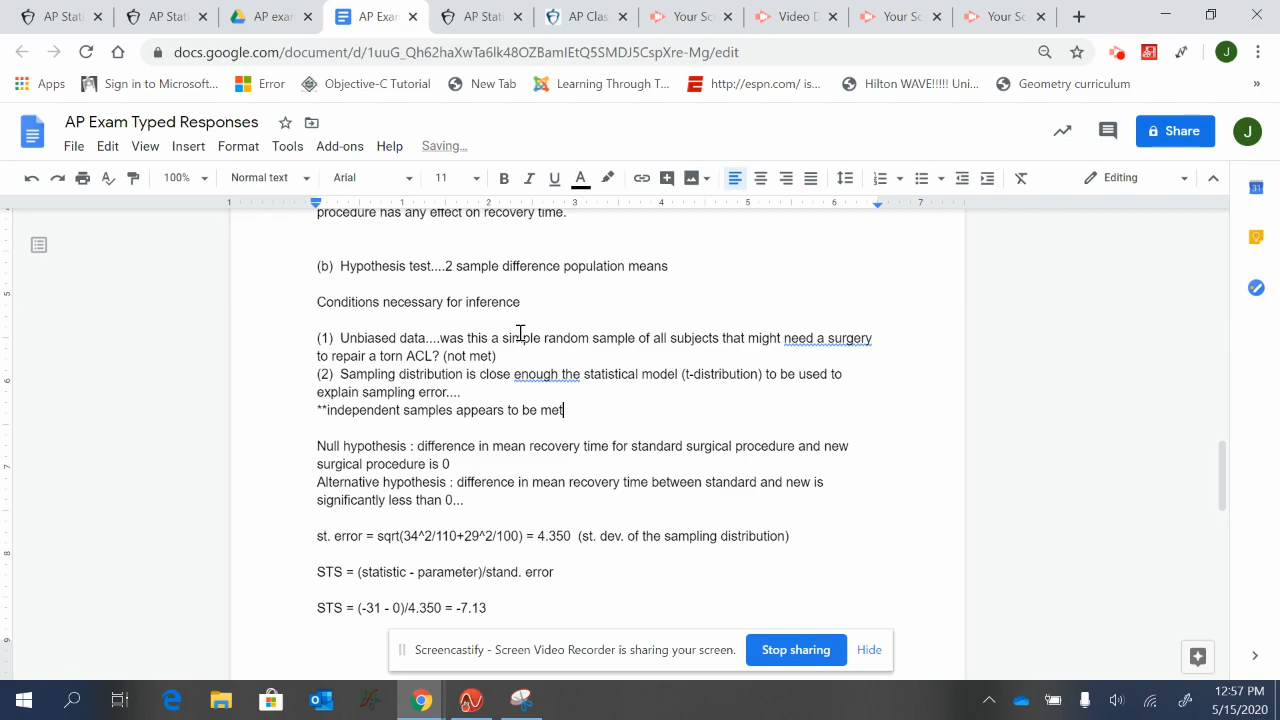 AP Stat
AP Stati
AP exam
AP Exam
AP Stati
AP Clas
Your Sc
Video D
Your Sc
Your Sc
docs.google.com/document/d/1uuG_Qh62haXwTa6lk48OZBamIEtQ5SMDJ5CspXre-Mg/edit
J
Apps
Sign in to Microsoft...
Error
Objective-C Tutorial
New Tab
Learning Through T...
http://espn.com/ is...
Hilton WAVE!!!!! Uni...
Geometry curriculum
»
AP Exam Typed Responses
Share
J
File Edit View Insert Format Tools Add-ons Help Saving...
100% Normal text Arial 11 B I U A Editing
1 1 2 3 4 5 6 7
procedure has any effect on recovery time.
(b) Hypothesis test....2 sample difference population means
Conditions necessary for inference
(1) Unbiased data....was this a simple random sample of all subjects that might need a surgery
to repair a torn ACL? (not met)
(2) Sampling distribution is close enough the statistical model (t-distribution) to be used to
explain sampling error....
**independent samples appears to be met
Null hypothesis : difference in mean recovery time for standard surgical procedure and new
surgical procedure is 0
Alternative hypothesis : difference in mean recovery time between standard and new is
significantly less than 0...
st. error = sqrt(34^2/110+29^2/100) = 4.350 (st. dev. of the sampling distribution)
STS = (statistic - parameter)/stand. error
STS = (-31 - 0)/4.350 = -7.13
Screencastify - Screen Video Recorder is sharing your screen.
Stop sharing
Hide
12:57 PM
5/15/2020